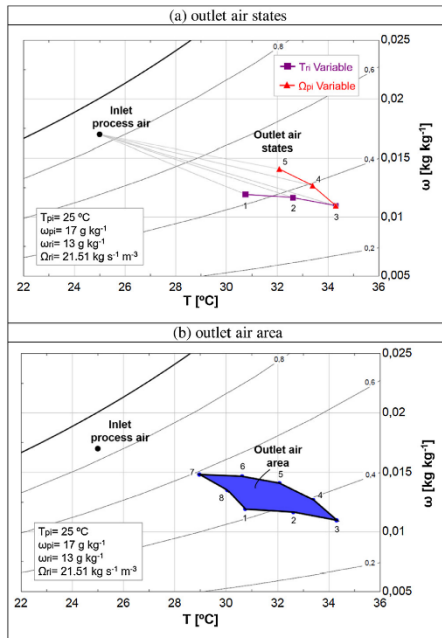 (a) outlet air states
0,8
0,025
Tri Variable
Ωpi Variable
0,6
Inlet
process air
0,02
Outlet air
states
5
4
0,4
0,015
1
2
3
ω [kg kg⁻¹]
Tpi= 25 ºC
ωpi= 17 g kg⁻¹
ωri= 13 g kg⁻¹
Ωri= 21.51 kg s⁻¹ m⁻³
0,01
0,2
0,005
22 24 26 28 30 32 34 36
T [ºC]
(b) outlet air area
0,8
0,025
0,6
Inlet
process air
0,02
Outlet air
area
7
6
5
0,4
0,015
8
4
1
2
3
ω [kg kg⁻¹]
Tpi= 25 ºC
ωpi= 17 g kg⁻¹
ωri= 13 g kg⁻¹
Ωri= 21.51 kg s⁻¹ m⁻³
0,01
0,2
0,005
22 24 26 28 30 32 34 36
T [ºC]